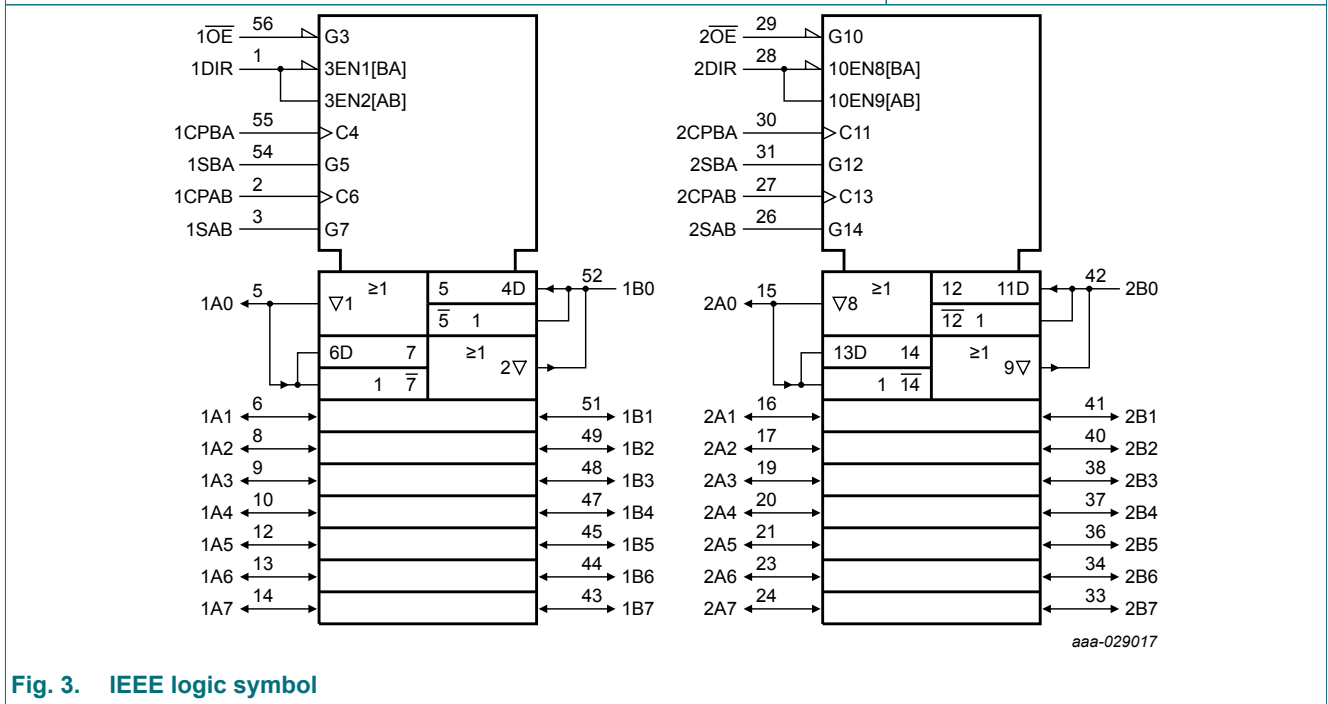 1OE 56 G3
1DIR 1 3EN1[BA]
3EN2[AB]
1CPBA 55 C4
1SBA 54 G5
1CPAB 2 C6
1SAB 3 G7
1A0 5 ▽1 ≥1 5 4D 52 1B0
5 1
6D 7 ≥1 2▽
1 7
1A1 6 51 1B1
1A2 8 49 1B2
1A3 9 48 1B3
1A4 10 47 1B4
1A5 12 45 1B5
1A6 13 44 1B6
1A7 14 43 1B7
2OE 29 G10
2DIR 28 10EN8[BA]
10EN9[AB]
2CPBA 30 C11
2SBA 31 G12
2CPAB 27 C13
2SAB 26 G14
2A0 15 ▽8 ≥1 12 11D 42 2B0
12 1
13D 14 ≥1 9▽
1 14
2A1 16 41 2B1
2A2 17 40 2B2
2A3 19 38 2B3
2A4 20 37 2B4
2A5 21 36 2B5
2A6 23 34 2B6
2A7 24 33 2B7
aaa-029017
Fig. 3. IEEE logic symbol